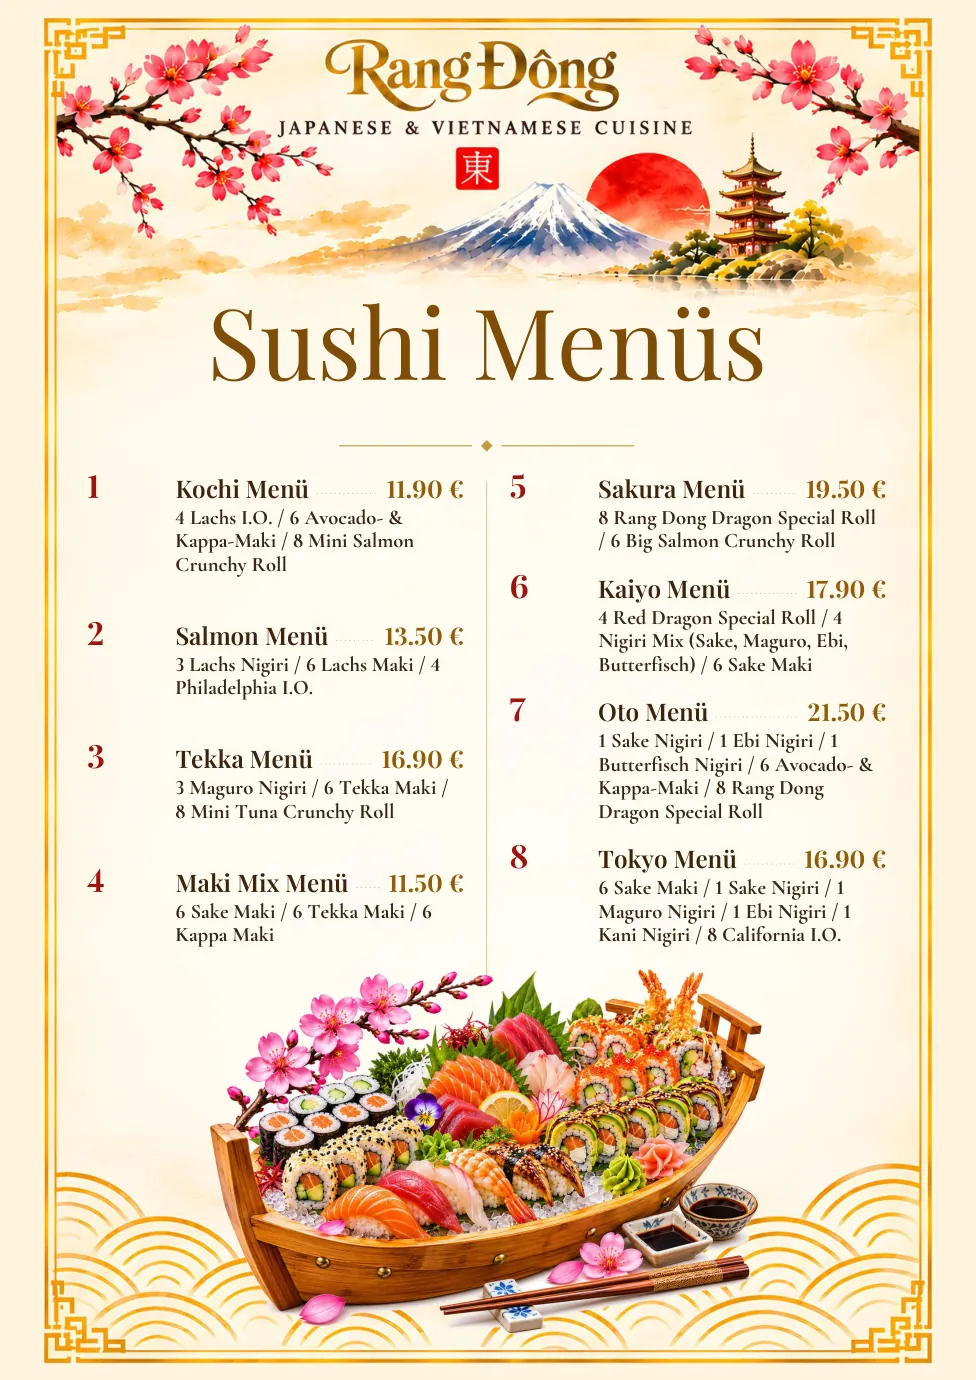 Rang Đông
JAPANESE & VIETNAMESE CUISINE
東
Sushi Menüs
1
Kochi Menü 11.90 €
4 Lachs I.O. / 6 Avocado- &
Kappa-Maki / 8 Mini Salmon
Crunchy Roll
2
Salmon Menü 13.50 €
3 Lachs Nigiri / 6 Lachs Maki / 4
Philadelphia I.O.
3
Tekka Menü 16.90 €
3 Maguro Nigiri / 6 Tekka Maki /
8 Mini Tuna Crunchy Roll
4
Maki Mix Menü 11.50 €
6 Sake Maki / 6 Tekka Maki / 6
Kappa Maki
5
Sakura Menü 19.50 €
8 Rang Dong Dragon Special Roll
/ 6 Big Salmon Crunchy Roll
6
Kaiyo Menü 17.90 €
4 Red Dragon Special Roll / 4
Nigiri Mix (Sake, Maguro, Ebi,
Butterfisch) / 6 Sake Maki
7
Oto Menü 21.50 €
1 Sake Nigiri / 1 Ebi Nigiri / 1
Butterfisch Nigiri / 6 Avocado- &
Kappa-Maki / 8 Rang Dong
Dragon Special Roll
8
Tokyo Menü 16.90 €
6 Sake Maki / 1 Sake Nigiri / 1
Maguro Nigiri / 1 Ebi Nigiri / 1
Kani Nigiri / 8 California I.O.